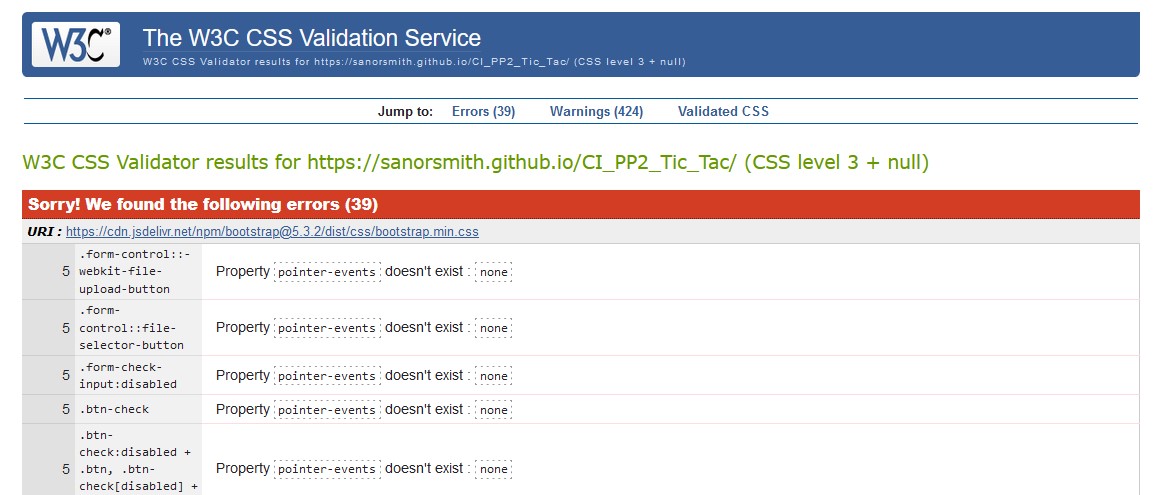 W3C®
The W3C CSS Validation Service
W3C CSS Validator results for https://sanorsmith.github.io/CI_PP2_Tic_Tac/ (CSS level 3 + null)
Jump to: Errors (39) Warnings (424) Validated CSS
W3C CSS Validator results for https://sanorsmith.github.io/CI_PP2_Tic_Tac/ (CSS level 3 + null)
Sorry! We found the following errors (39)
URI : https://cdn.jsdelivr.net/npm/bootstrap@5.3.2/dist/css/bootstrap.min.css
.form-control::-
5 webkit-file- Property pointer-events doesn't exist : none
upload-button
.form-
5 control::file- Property pointer-events doesn't exist : none
selector-button
.form-check-
5 input:disabled Property pointer-events doesn't exist : none
5 .btn-check Property pointer-events doesn't exist : none
.btn-
check:disabled +
5 .btn, .btn- Property pointer-events doesn't exist : none
check[disabled] +